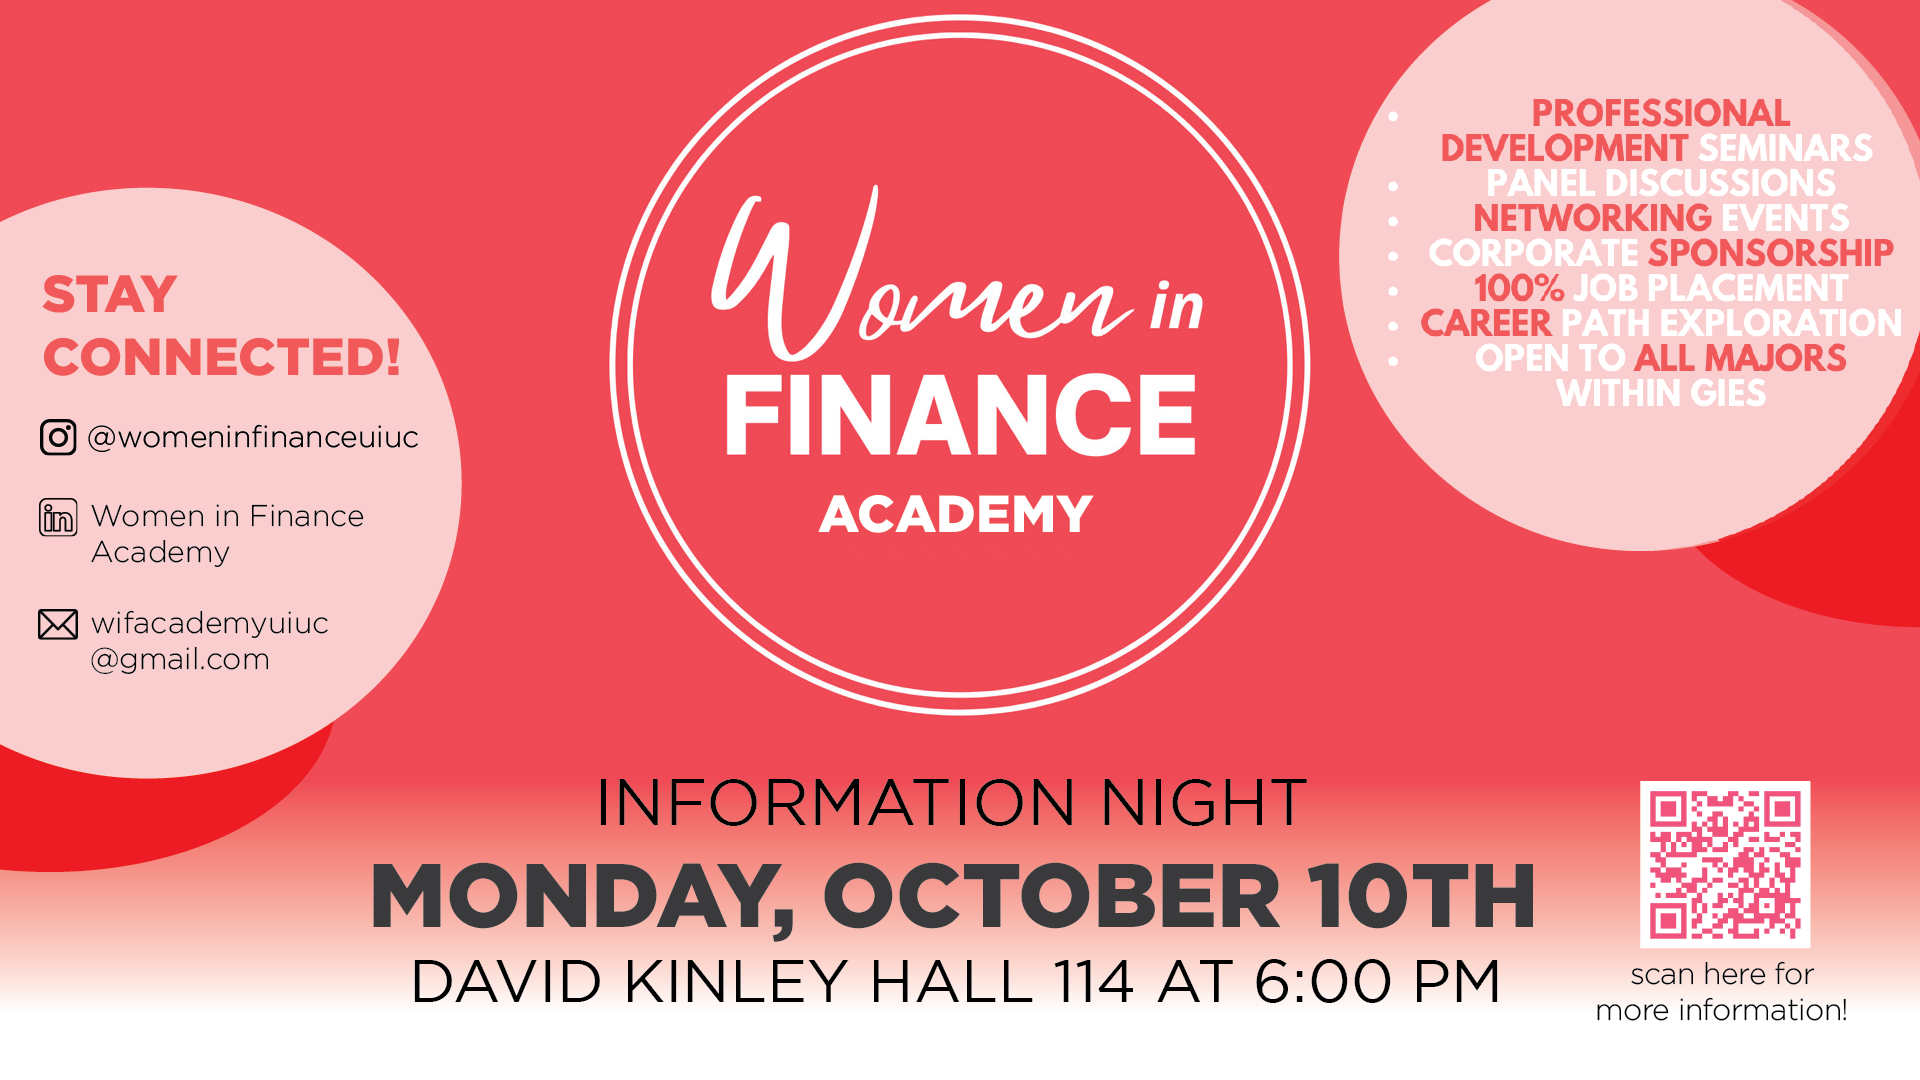 Women in
FINANCE
ACADEMY
STAY
CONNECTED!
@womeninfinanceuiuc
in Women in Finance
Academy
wifacademyuiuc
@gmail.com
• PROFESSIONAL
DEVELOPMENT SEMINARS
• PANEL DISCUSSIONS
• NETWORKING EVENTS
• CORPORATE SPONSORSHIP
• 100% JOB PLACEMENT
• CAREER PATH EXPLORATION
• OPEN TO ALL MAJORS
WITHIN GIES
INFORMATION NIGHT
MONDAY, OCTOBER 10TH
DAVID KINLEY HALL 114 AT 6:00 PM
scan here for
more information!